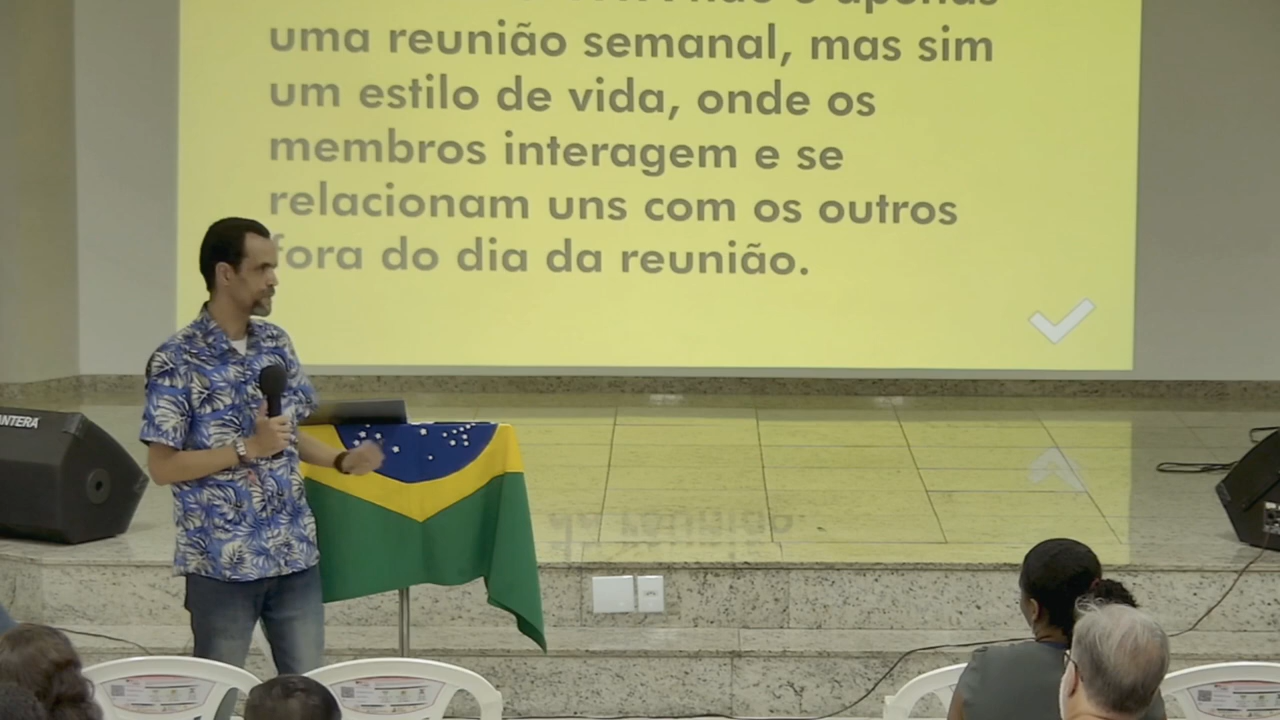 uma reunião semanal, mas sim
um estilo de vida, onde os
membros interagem e se
relacionam uns com os outros
fora do dia da reunião.
ANTERA